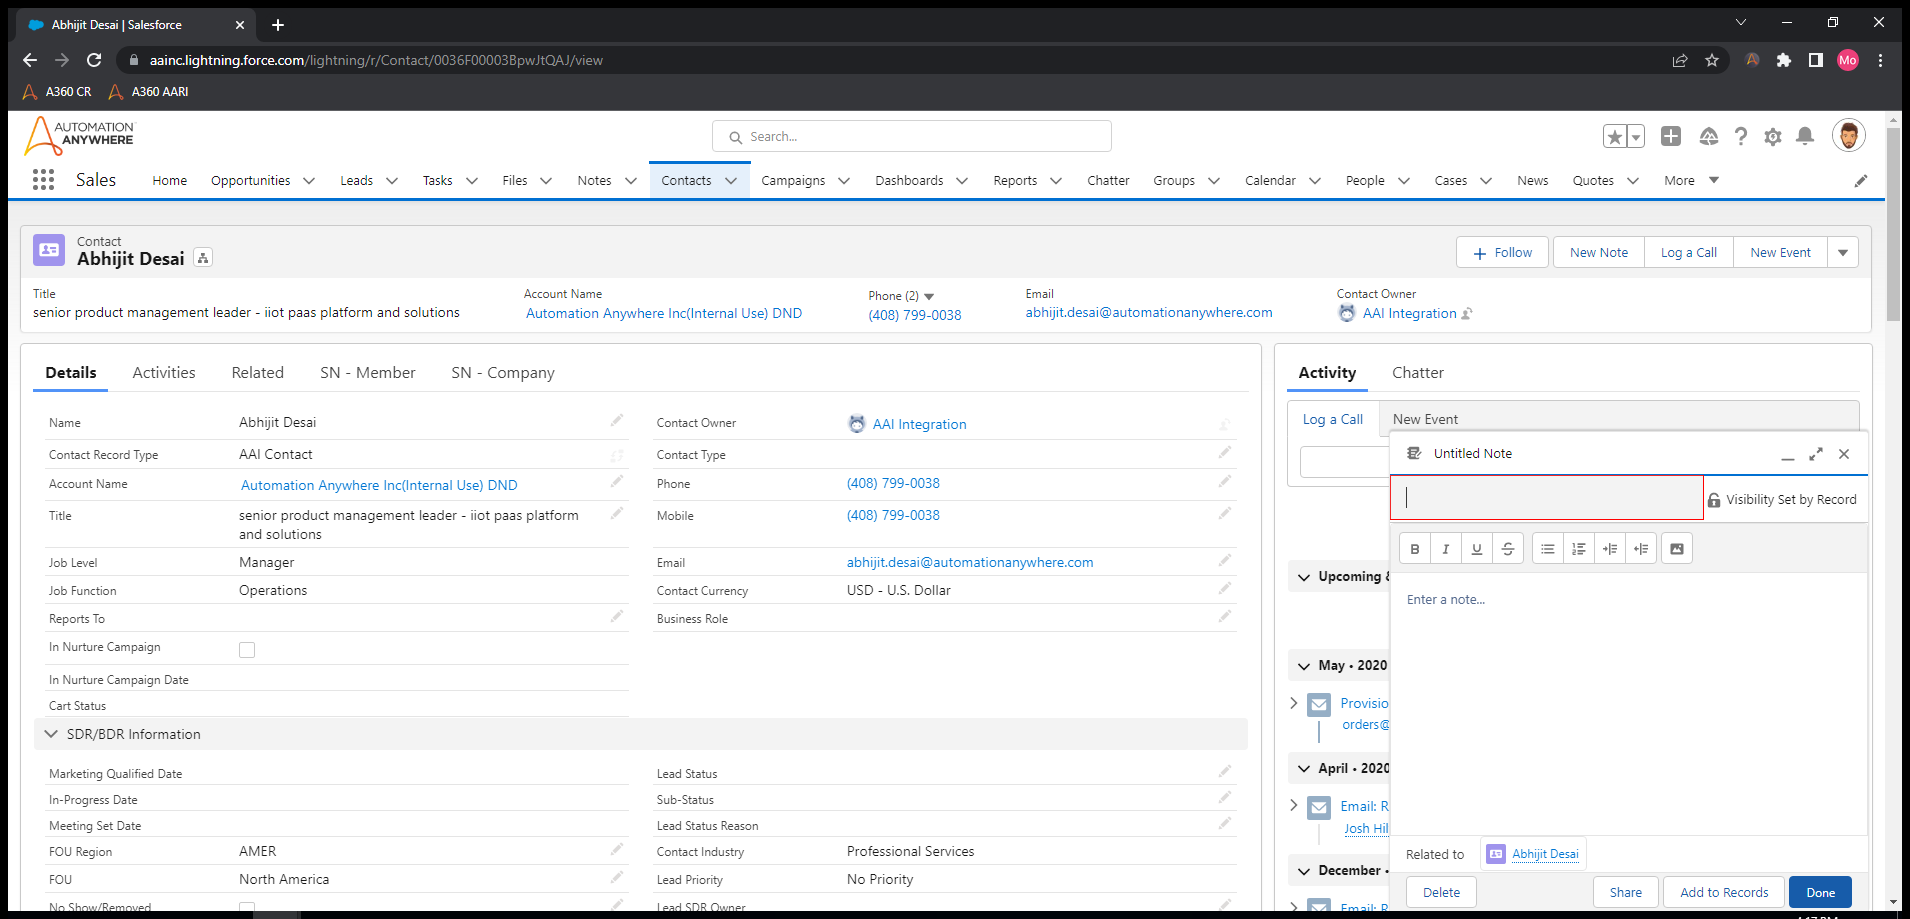 Abhijit Desai | Salesforce
aainc.lightning.force.com/lightning/r/Contact/0036F00003BpwJtQAJ/view
Mo
A360 CR
A360 AARI
AUTOMATION
ANYWHERE
Search...
Sales
Home
Opportunities
Leads
Tasks
Files
Notes
Contacts
Campaigns
Dashboards
Reports
Chatter
Groups
Calendar
People
Cases
News
Quotes
More
Contact
Abhijit Desai
Follow
New Note
Log a Call
New Event
Title
senior product management leader - iiot paas platform and solutions
Account Name
Automation Anywhere Inc(Internal Use) DND
Phone (2)
(408) 799-0038
Email
abhijit.desai@automationanywhere.com
Contact Owner
AAI Integration
Details
Activities
Related
SN - Member
SN - Company
Name
Abhijit Desai
Contact Record Type
AAI Contact
Account Name
Automation Anywhere Inc(Internal Use) DND
Title
senior product management leader - iiot paas platform
and solutions
Job Level
Manager
Job Function
Operations
Reports To
In Nurture Campaign
In Nurture Campaign Date
Cart Status
Contact Owner
AAI Integration
Contact Type
Phone
(408) 799-0038
Mobile
(408) 799-0038
Email
abhijit.desai@automationanywhere.com
Contact Currency
USD - U.S. Dollar
Business Role
SDR/BDR Information
Marketing Qualified Date
In-Progress Date
Meeting Set Date
FOU Region
AMER
FOU
North America
No Show/Removed
Lead Status
Sub-Status
Lead Status Reason
Contact Industry
Professional Services
Lead Priority
No Priority
Lead SDR Owner
Activity
Chatter
Log a Call
New Event
Upcoming &
May • 2020
Provisio
orders@
April • 2020
Email: R
Josh Hil
December •
Email: R
Untitled Note
Visibility Set by Record
B I U S
Enter a note...
Related to
Abhijit Desai
Delete
Share
Add to Records
Done
4:17 PM